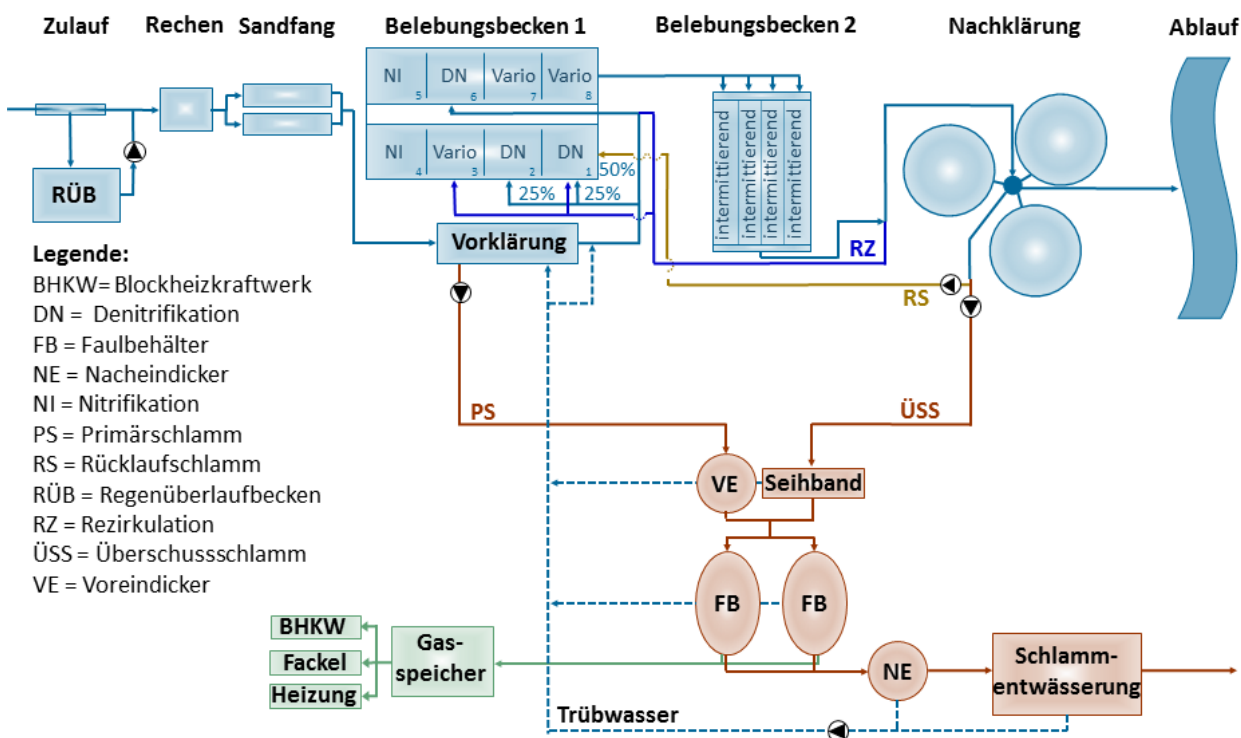 Zulauf
Rechen
Sandfang
Belebungsbecken 1
Belebungsbecken 2
Nachklärung
Ablauf
NI
5
DN
6
Vario
7
Vario
8
NI
4
Vario
3
DN
2
DN
1
50%
25%
25%
intermittierend
intermittierend
intermittierend
intermittierend
RÜB
Vorklärung
RZ
RS
Legende:
BHKW= Blockheizkraftwerk
DN = Denitrifikation
FB = Faulbehälter
NE = Nacheindicker
NI = Nitrifikation
PS = Primärschlamm
RS = Rücklaufschlamm
RÜB = Regenüberlaufbecken
RZ = Rezirkulation
ÜSS = Überschussschlamm
VE = Voreindicker
PS
ÜSS
VE
Seihband
FB
FB
BHKW
Fackel
Heizung
Gas-
speicher
NE
Schlamm-
entwässerung
Trübwasser